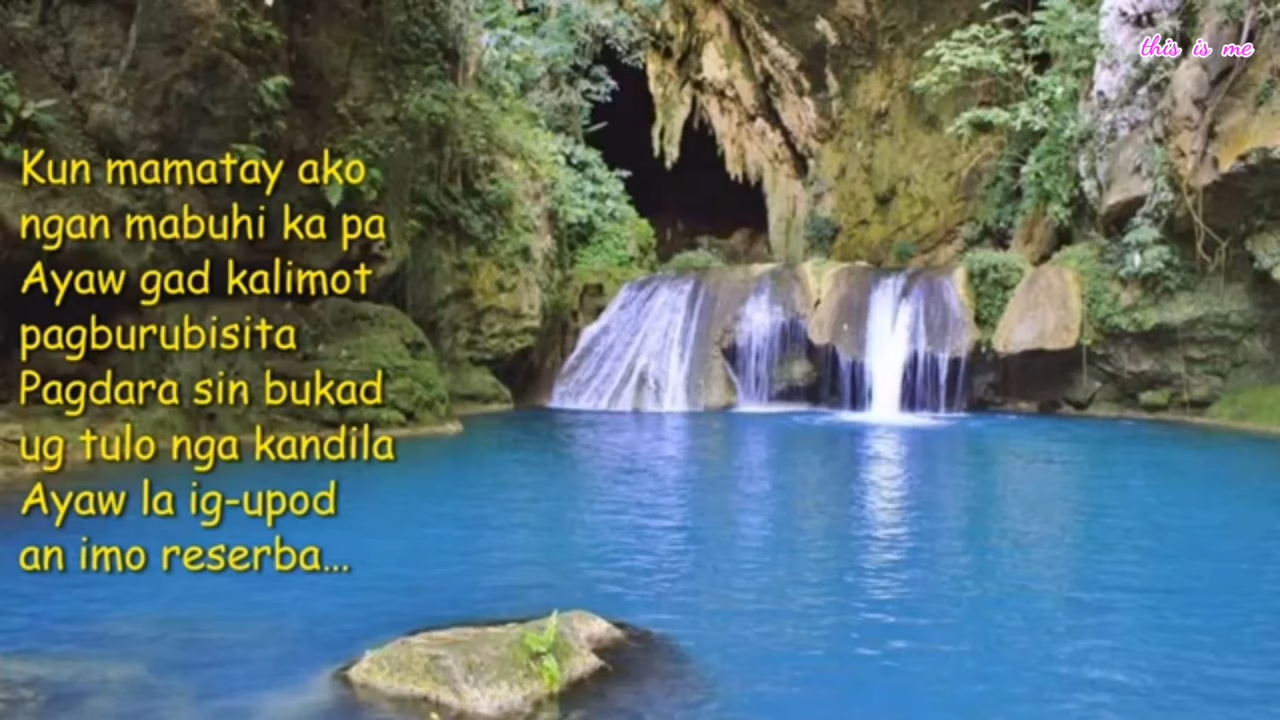 this is me
Kun mamatay ako
ngan mabuhi ka pa
Ayaw gad kalimot
pagburubisita
Pagdara sin bukad
ug tulo nga kandila
Ayaw la ig-upod
an imo reserba...